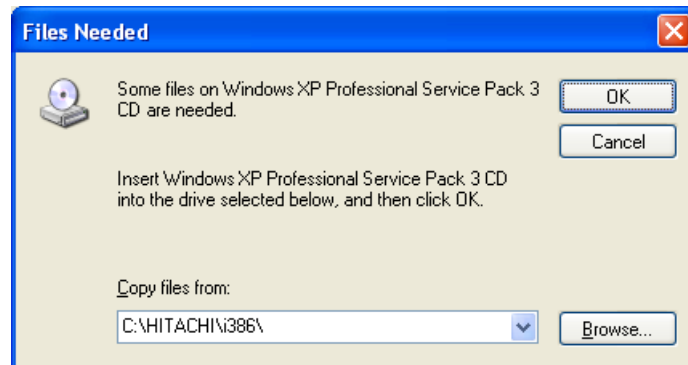 Files Needed
Some files on Windows XP Professional Service Pack 3
CD are needed.
OK
Cancel
Insert Windows XP Professional Service Pack 3 CD
into the drive selected below, and then click OK.
Copy files from:
C:\HITACHI\i386\
Browse...